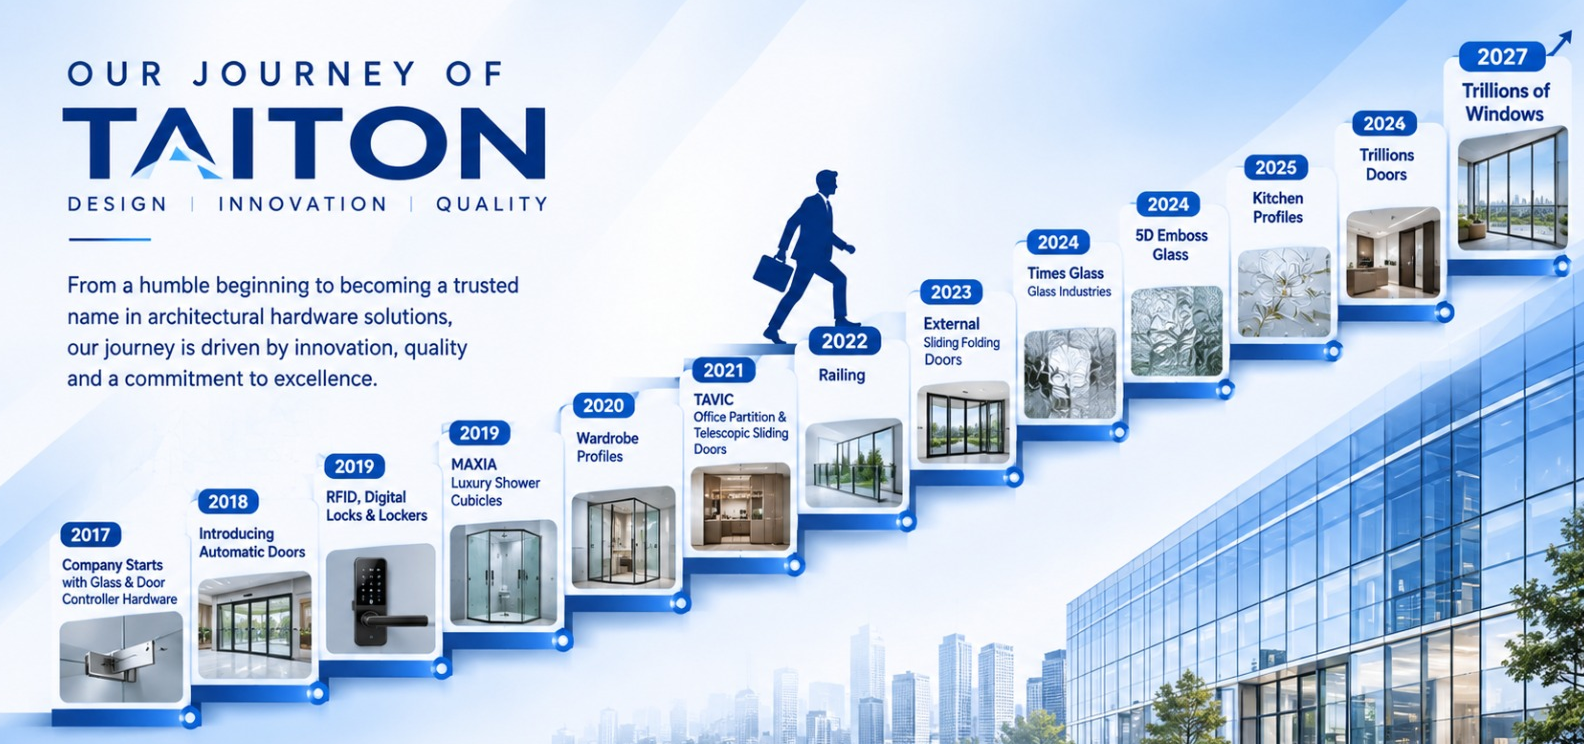 OUR JOURNEY OF
TAITON
DESIGN | INNOVATION | QUALITY
From a humble beginning to becoming a trusted
name in architectural hardware solutions,
our journey is driven by innovation, quality
and a commitment to excellence.
2017
Company Starts
with Glass & Door
Controller Hardware
2018
Introducing
Automatic Doors
2019
RFID, Digital
Locks & Lockers
2019
MAXIA
Luxury Shower
Cubicles
2020
Wardrobe
Profiles
2021
TAVIC
Office Partition &
Telescopic Sliding
Doors
2022
Railing
2023
External
Sliding Folding
Doors
2024
Times Glass
Glass Industries
2024
5D Emboss
Glass
2025
Kitchen
Profiles
2026
Trillions
Doors
2027
Trillions of
Windows